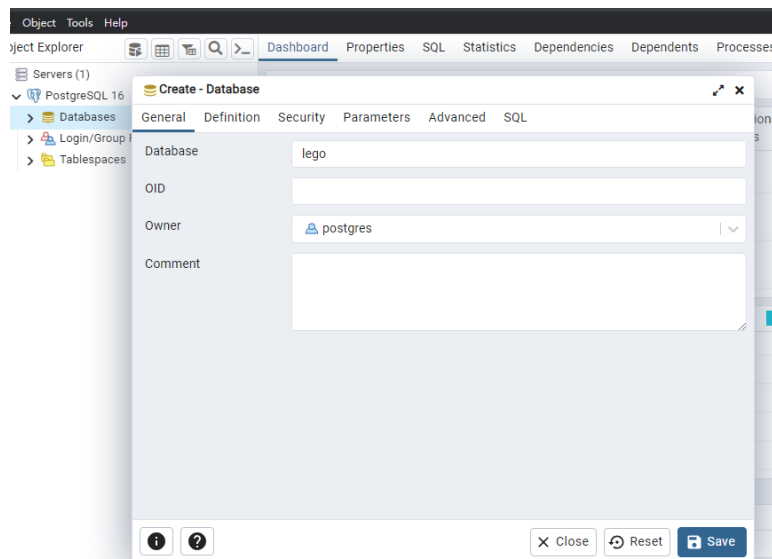 Object Tools Help
ject Explorer
Dashboard Properties SQL Statistics Dependencies Dependents Processes
Servers (1)
PostgreSQL 16
Databases
Login/Group
Tablespaces
Create - Database
General Definition Security Parameters Advanced SQL
Database
lego
OID
Owner
postgres
Comment
Close Reset Save